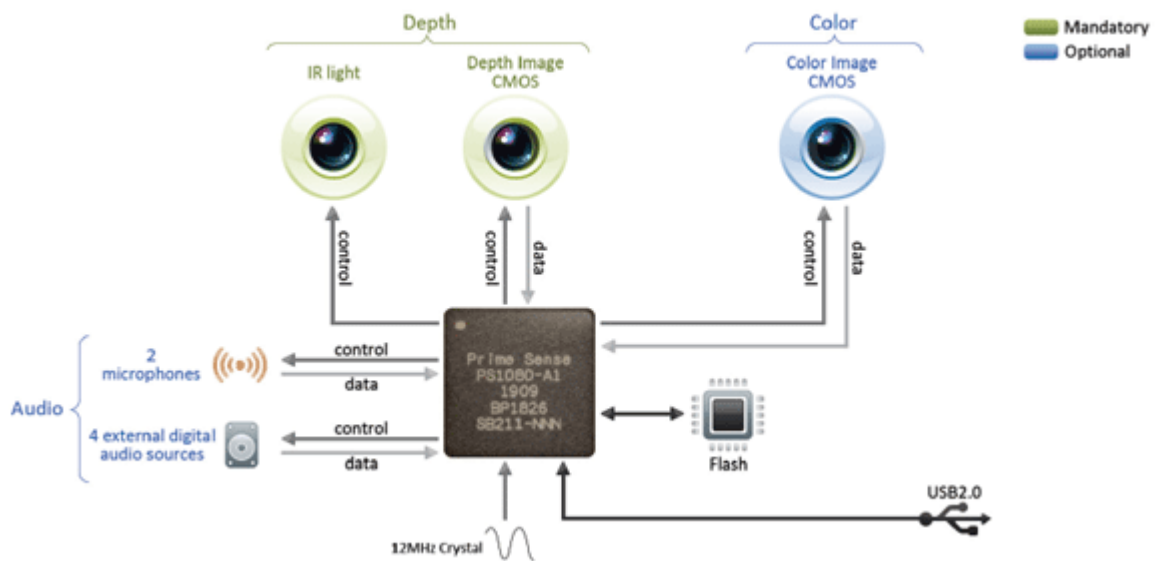 Depth
Color
Mandatory
Optional
IR light
Depth Image
CMOS
Color Image
CMOS
control
control
data
control
data
Audio
2
microphones
control
data
4 external digital
audio sources
control
data
Prime Sense
PS1080-A1
1909
BP1826
SB211-NNN
Flash
USB2.0
12MHz Crystal